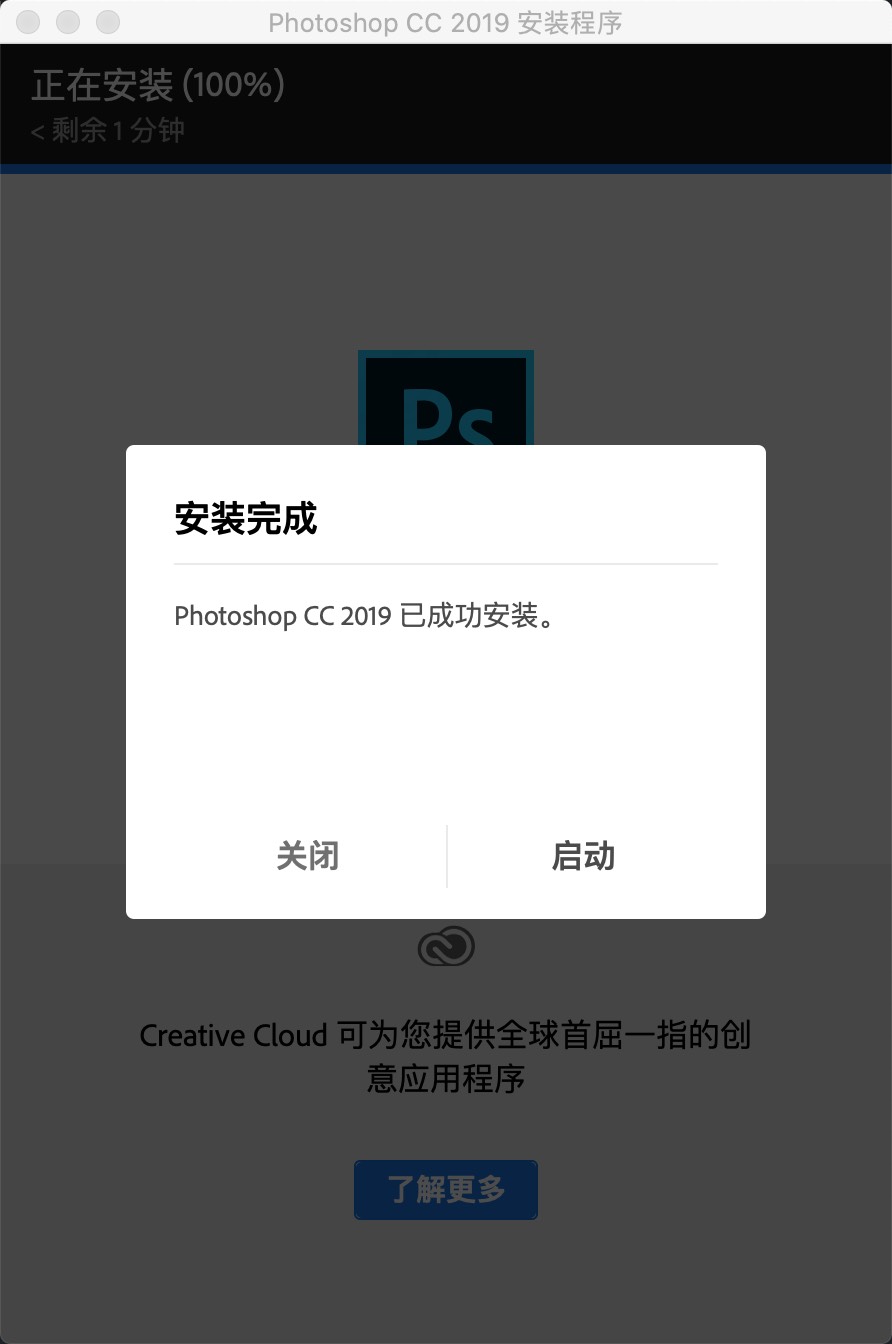 Photoshop CC 2019 安装程序
正在安装 (100%)
< 剩余 1 分钟
Ps
安装完成
Photoshop CC 2019 已成功安装。
关闭
启动
Creative Cloud 可为您提供全球首屈一指的创
意应用程序
了解更多